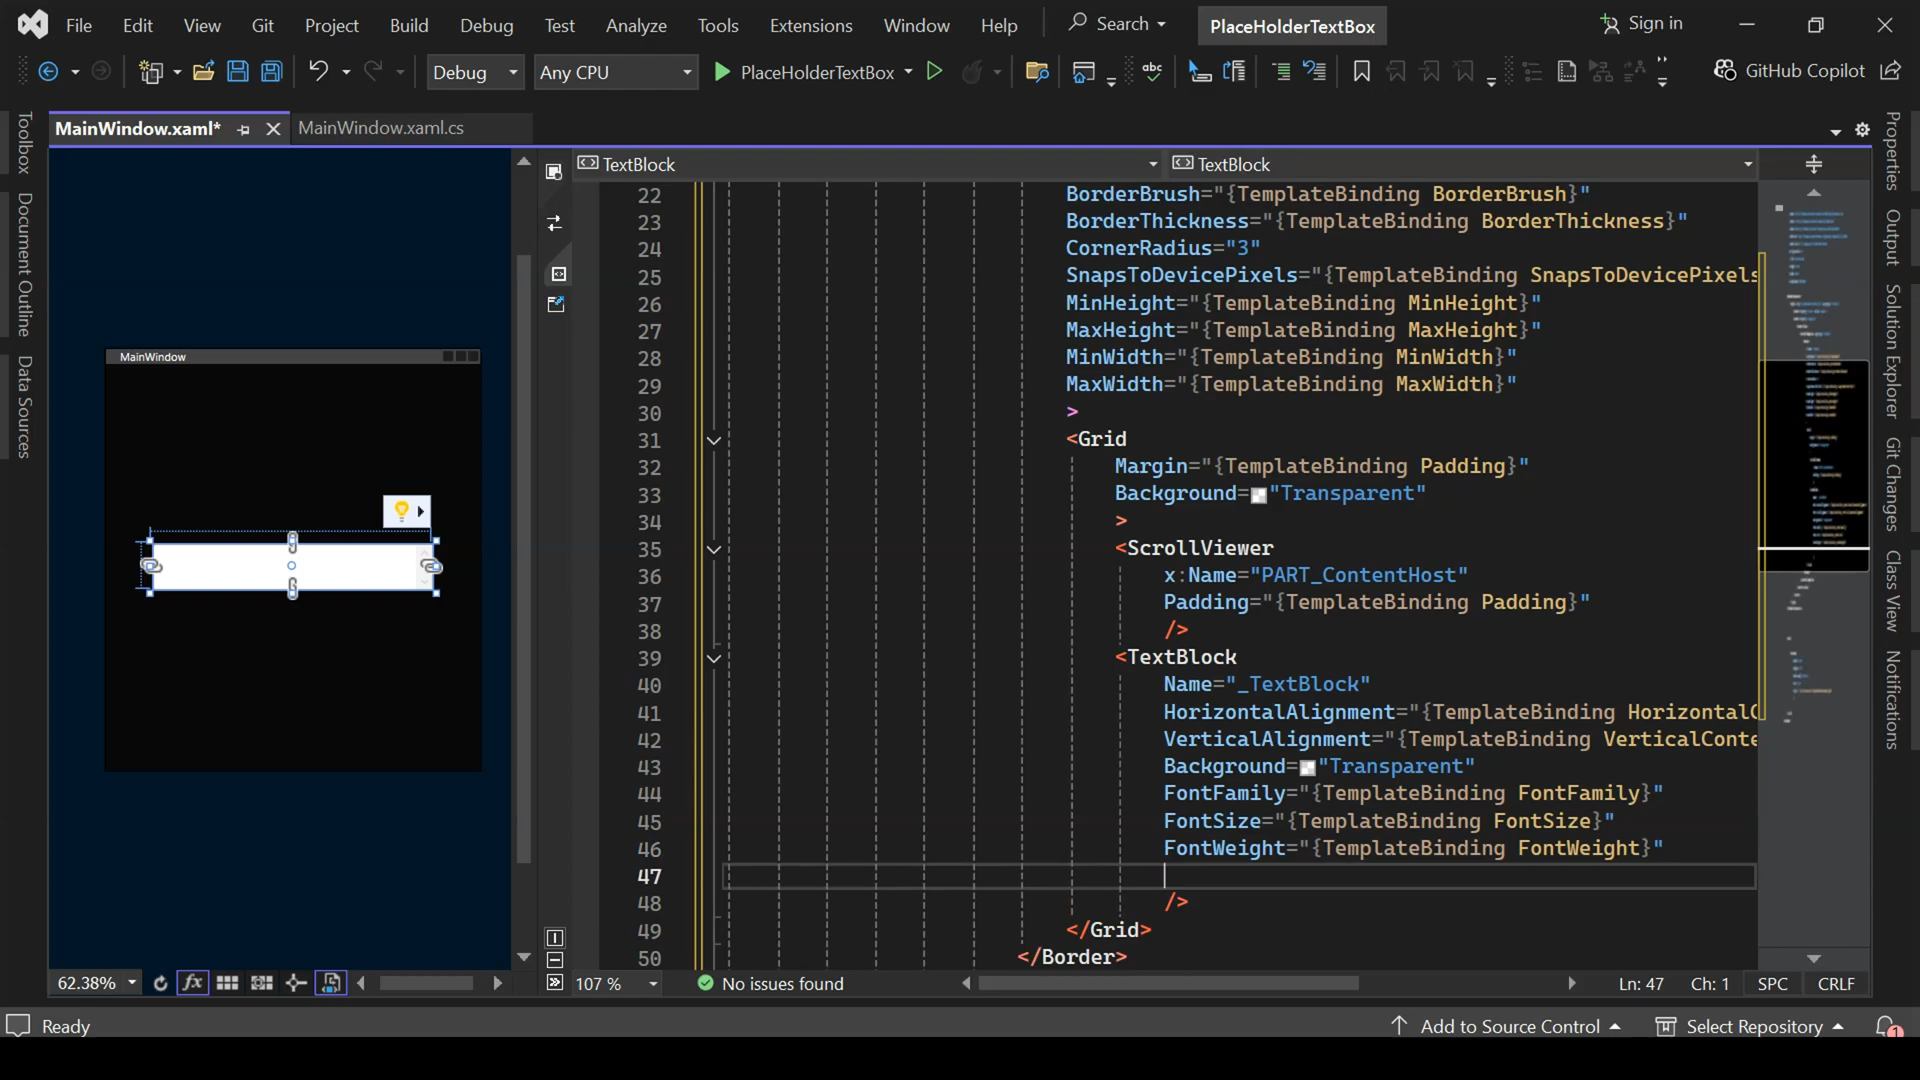 File Edit View Git Project Build Debug Test Analyze Tools Extensions Window Help Search PlaceHolderTextBox Sign in
Debug Any CPU PlaceHolderTextBox abc GitHub Copilot
MainWindow.xaml* MainWindow.xaml.cs
Toolbox
Document Outline
Data Sources
MainWindow
62.38% fx
TextBlock TextBlock
22 BorderBrush="{TemplateBinding BorderBrush}"
23 BorderThickness="{TemplateBinding BorderThickness}"
24 CornerRadius="3"
25 SnapsToDevicePixels="{TemplateBinding SnapsToDevicePixels
26 MinHeight="{TemplateBinding MinHeight}"
27 MaxHeight="{TemplateBinding MaxHeight}"
28 MinWidth="{TemplateBinding MinWidth}"
29 MaxWidth="{TemplateBinding MaxWidth}"
30 >
31 <Grid
32 Margin="{TemplateBinding Padding}"
33 Background="Transparent"
34 >
35 <ScrollViewer
36 x:Name="PART_ContentHost"
37 Padding="{TemplateBinding Padding}"
38 />
39 <TextBlock
40 Name="_TextBlock"
41 HorizontalAlignment="{TemplateBinding HorizontalC
42 VerticalAlignment="{TemplateBinding VerticalConte
43 Background="Transparent"
44 FontFamily="{TemplateBinding FontFamily}"
45 FontSize="{TemplateBinding FontSize}"
46 FontWeight="{TemplateBinding FontWeight}"
47
48 />
49 </Grid>
50 </Border>
107 % No issues found Ln: 47 Ch: 1 SPC CRLF
Properties
Output
Solution Explorer
Git Changes
Class View
Notifications
Ready Add to Source Control Select Repository 1